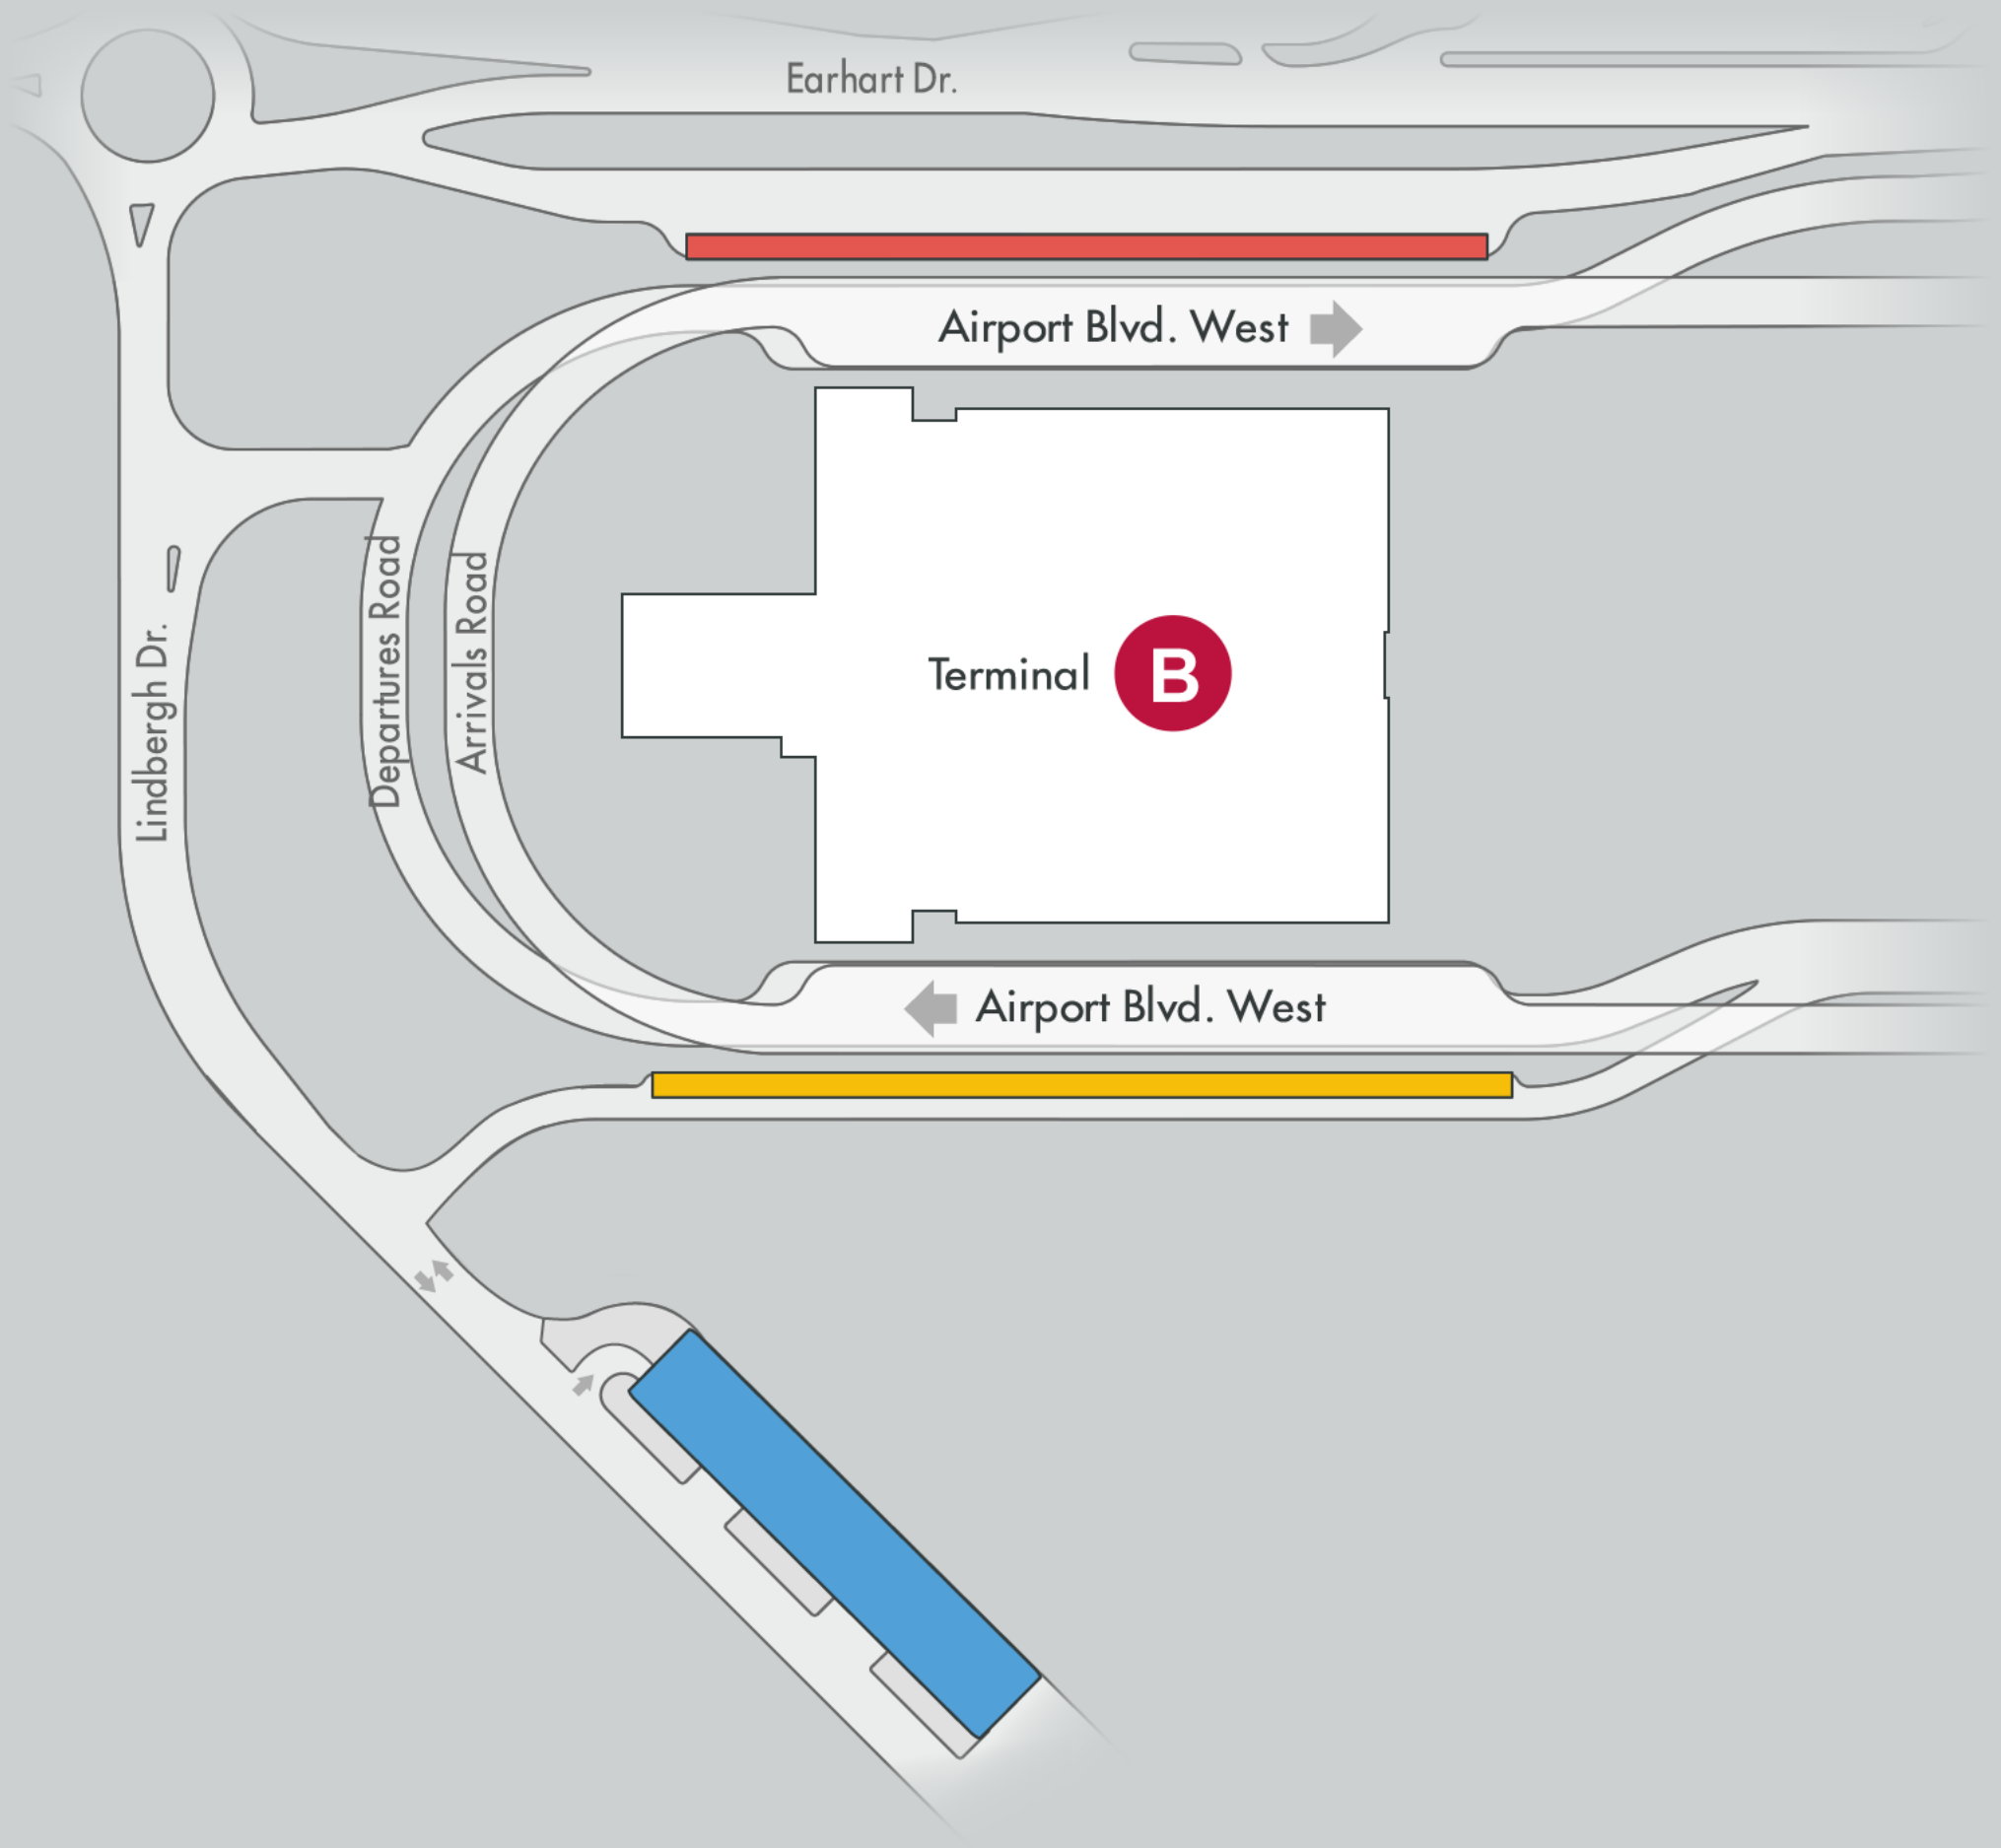 Earhart Dr.
Airport Blvd. West
Departures Road
Arrivals Road
Lindbergh Dr.
Terminal B
Airport Blvd. West